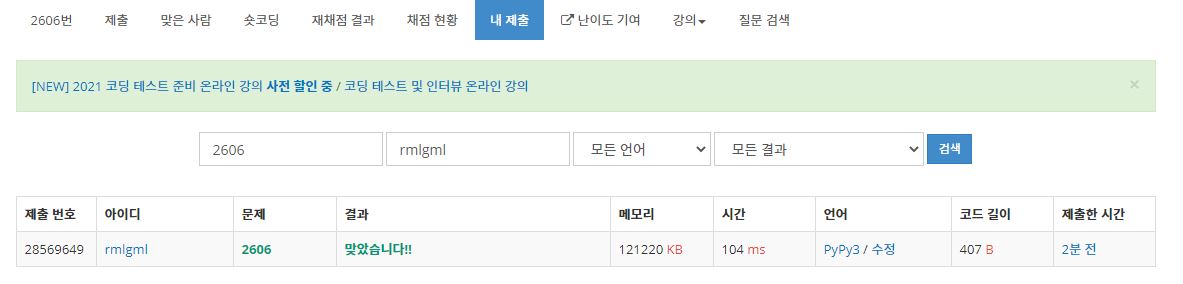 2606번 제출 맞은 사람 숏코딩 재채점 결과 채점 현황 내 제출 난이도 기여 강의 질문 검색
[NEW] 2021 코딩 테스트 준비 온라인 강의 사전 할인 중 / 코딩 테스트 및 인터뷰 온라인 강의 ×
2606 rmlgml 모든 언어 모든 결과 검색
제출 번호 아이디 문제 결과 메모리 시간 언어 코드 길이 제출한 시간
28569649 rmlgml 2606 맞았습니다!! 121220 KB 104 ms PyPy3 / 수정 407 B 2분 전